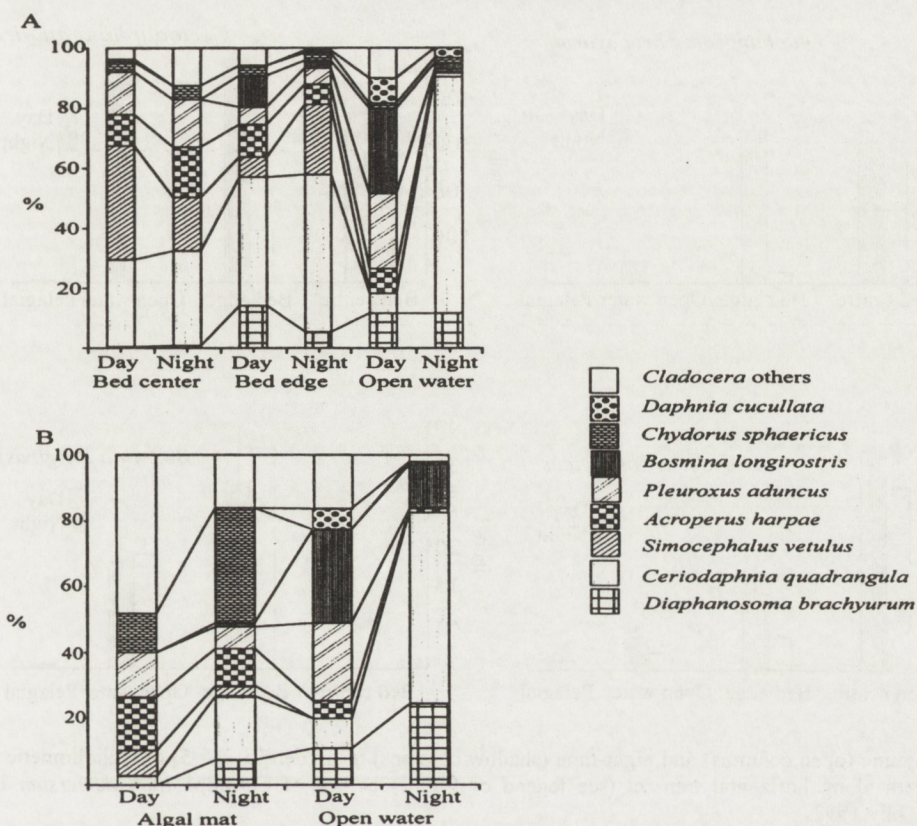 A
100
80
60
%
40
20
Day Night Day Night Day Night
Bed center Bed edge Open water
Cladocera others
Daphnia cucullata
Chydorus sphaericus
Bosmina longirostris
Pleuroxus aduncus
Acroperus harpae
Simocephalus vetulus
Ceriodaphnia quadrangula
Diaphanosoma brachyurum
B
100
80
60
%
40
20
Day Night Day Night
Algal mat Open water